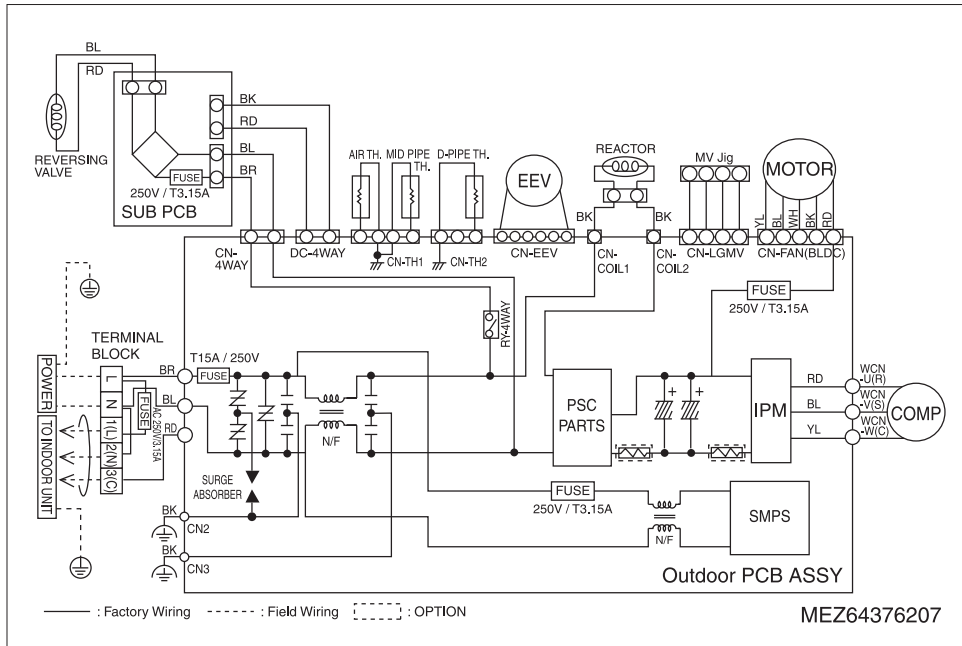 BL
RD
REVERSING
VALVE
FUSE
250V / T3.15A
SUB PCB
BK
RD
BL
BR
AIR TH.
MID PIPE
TH.
D-PIPE TH.
EEV
REACTOR
BK
BK
MV Jig
MOTOR
YL
BL
WH
BK
RD
CN-
4WAY
DC-4WAY
CN-TH1
CN-TH2
CN-EEV
CN-
COIL1
CN-
COIL2
CN-LGMV
CN-FAN(BLDC)
FUSE
250V / T3.15A
RY-4WAY
TERMINAL
BLOCK
POWER
TO INDOOR UNIT
L
N
1(L)
2(N)
3(C)
FUSE
AC 250V/3.15A
BR
BL
RD
T15A / 250V
FUSE
N/F
SURGE
ABSORBER
BK
CN2
BK
CN3
PSC
PARTS
IPM
RD
BL
YL
WCN
-U(R)
WCN
-V(S)
WCN
-W(C)
COMP
FUSE
250V / T3.15A
N/F
SMPS
Outdoor PCB ASSY
: Factory Wiring
: Field Wiring
: OPTION
MEZ64376207